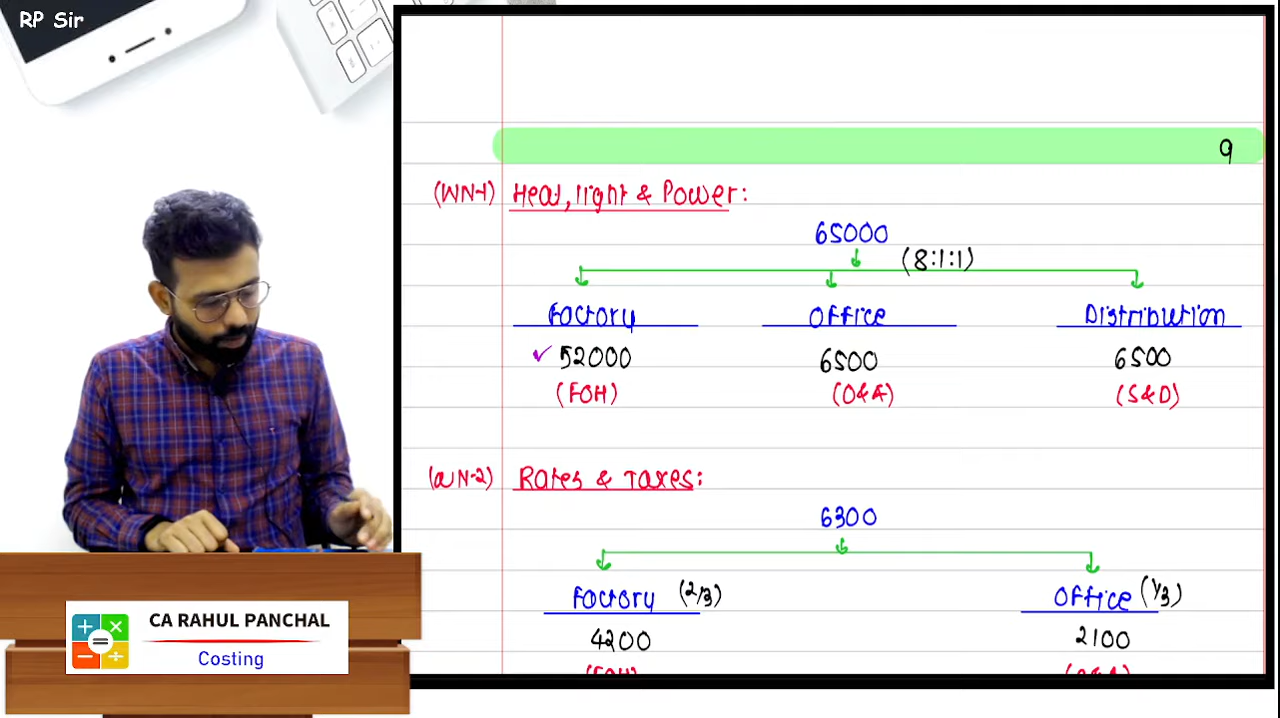 RP Sir
9
(WN-1) Heat, light & Power:
65000
(8:1:1)
Factory Office Distribution
✓ 52000 6500 6500
(FOH) (O&A) (S&D)
(WN-2) Rates & Taxes:
6300
Factory (2/3) Office (1/3)
4200 2100
(FOH) (O&A)
CA RAHUL PANCHAL
Costing